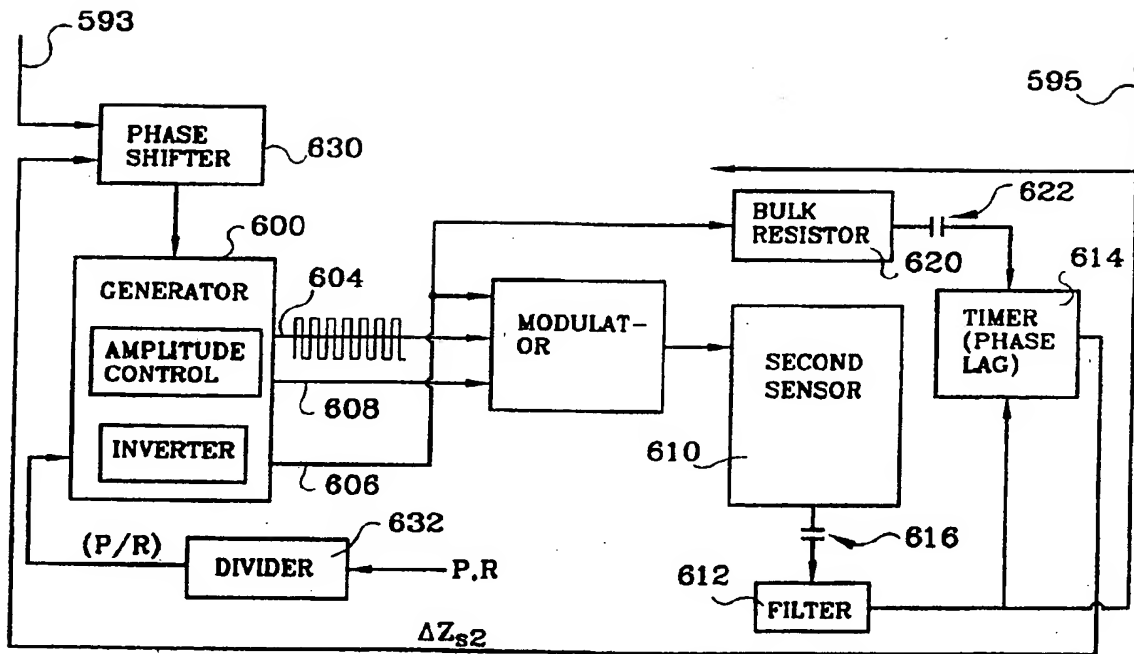 593
595
PHASE
SHIFTER
630
622
BULK
RESISTOR
620
600
614
GENERATOR
604
TIMER
(PHASE
LAG)
MODULAT-
OR
AMPLITUDE
CONTROL
SECOND
SENSOR
608
INVERTER
610
606
632
616
(P/R)
DIVIDER
P,R
612
FILTER
ΔZs2